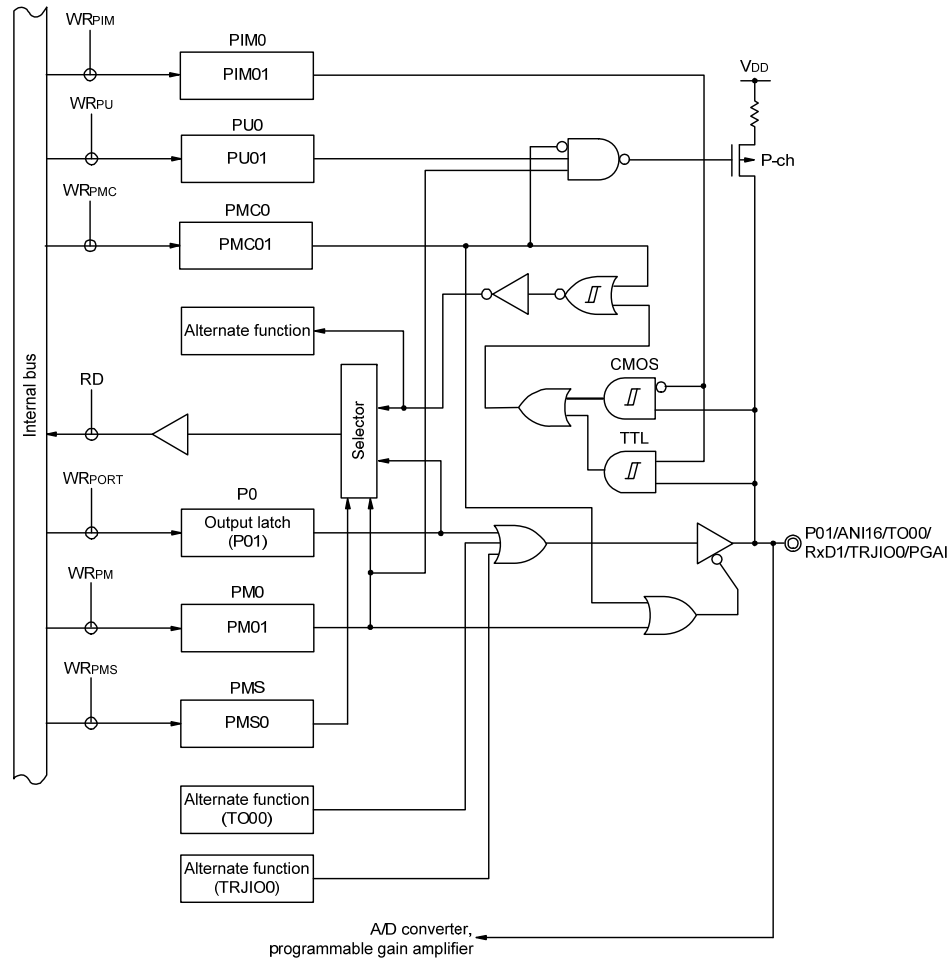 WRPIM
PIM0
PIM01
VDD
WRPU
PU0
PU01
P-ch
WRPMC
PMC0
PMC01
Alternate function
CMOS
RD
Internal bus
Selector
TTL
WRPORT
P0
Output latch
(P01)
P01/ANI16/TO00/
RxD1/TRJIO0/PGAI
WRPM
PM0
PM01
WRPMS
PMS
PMS0
Alternate function
(TO00)
Alternate function
(TRJIO0)
A/D converter,
programmable gain amplifier